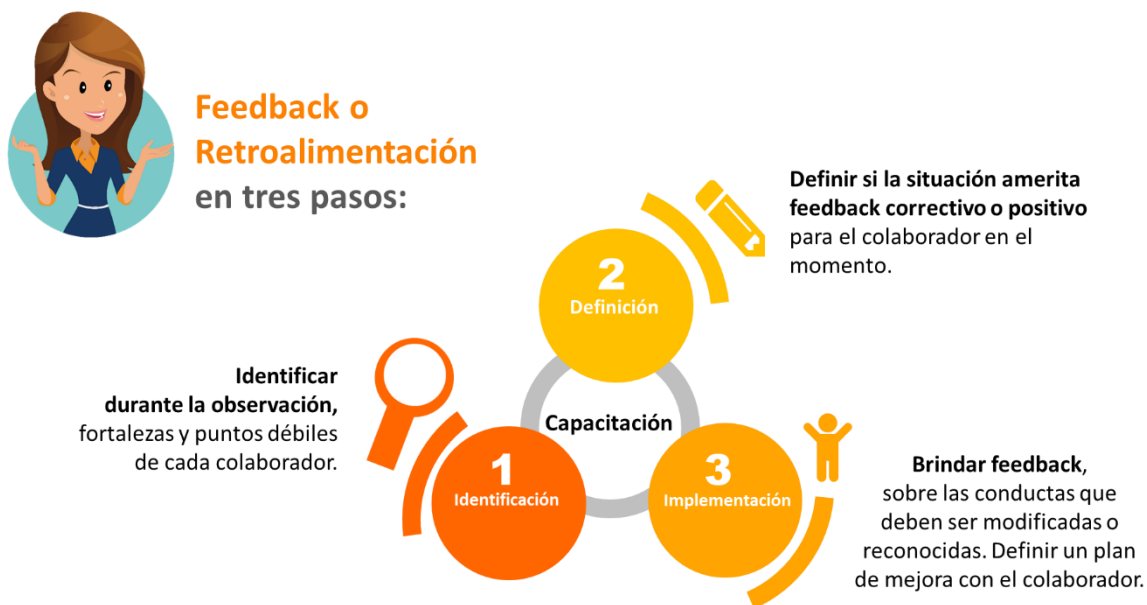 Feedback o
Retroalimentación
en tres pasos:
Identificar
durante la observación,
fortalezas y puntos débiles
de cada colaborador.
1
Identificación
Definir si la situación amerita
feedback correctivo o positivo
para el colaborador en el
momento.
2
Definición
Capacitación
3
Implementación
Brindar feedback,
sobre las conductas que
deben ser modificadas o
reconocidas. Definir un plan
de mejora con el colaborador.